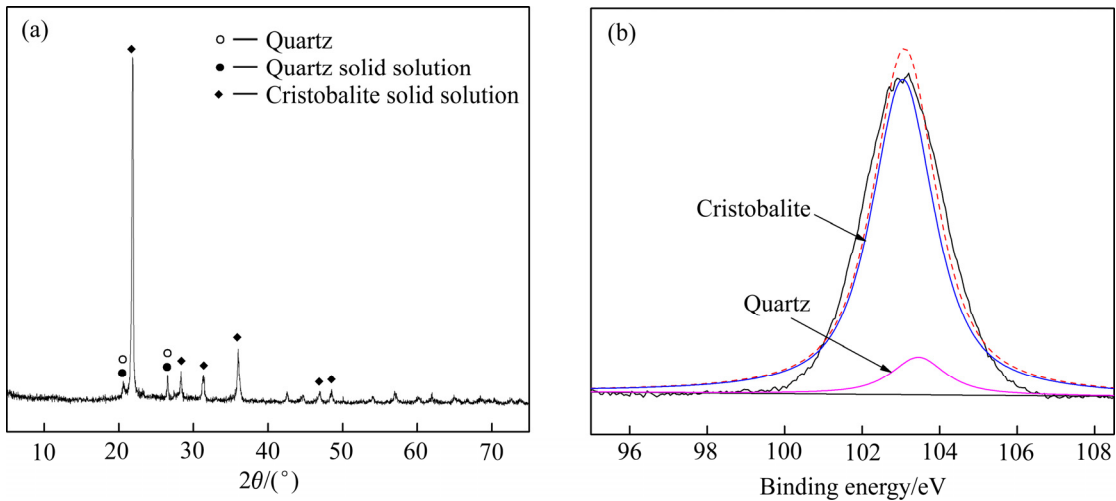 (a)
Quartz
Quartz solid solution
Cristobalite solid solution
10 20 30 40 50 60 70
2θ/(°)
(b)
Cristobalite
Quartz
96 98 100 102 104 106 108
Binding energy/eV